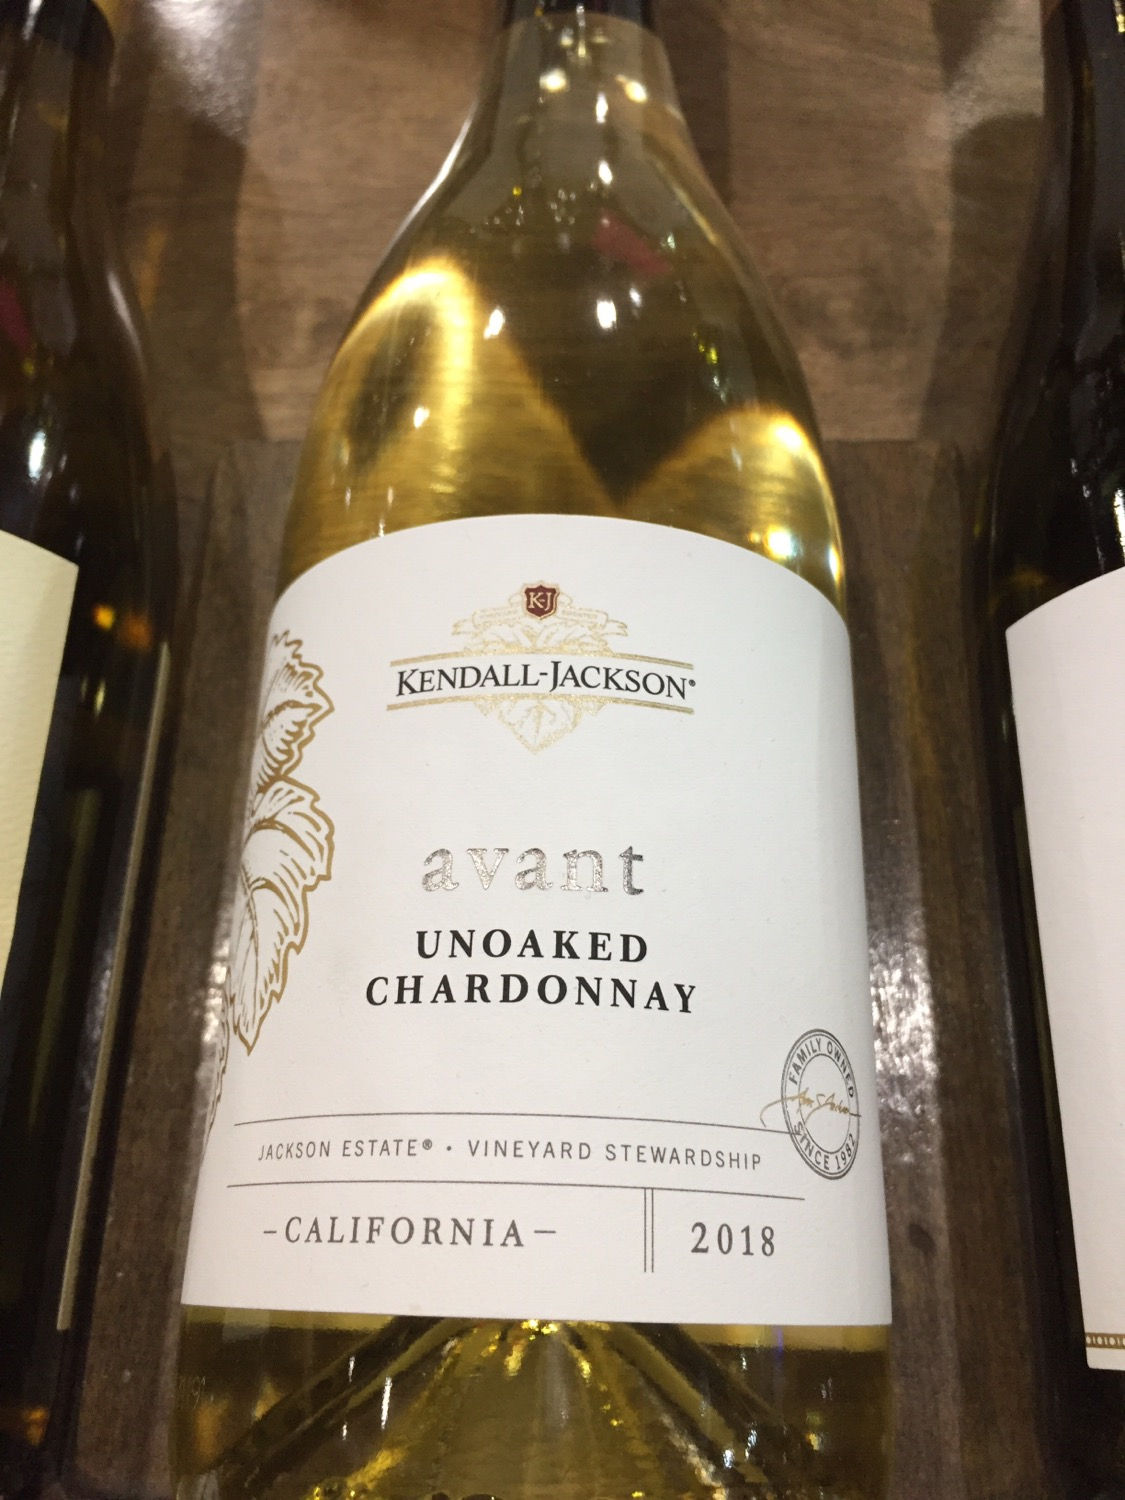 K-J
KENDALL-JACKSON®
avant
UNOAKED
CHARDONNAY
FAMILY OWNED
SINCE 1982
JACKSON ESTATE® • VINEYARD STEWARDSHIP
–CALIFORNIA–
2018